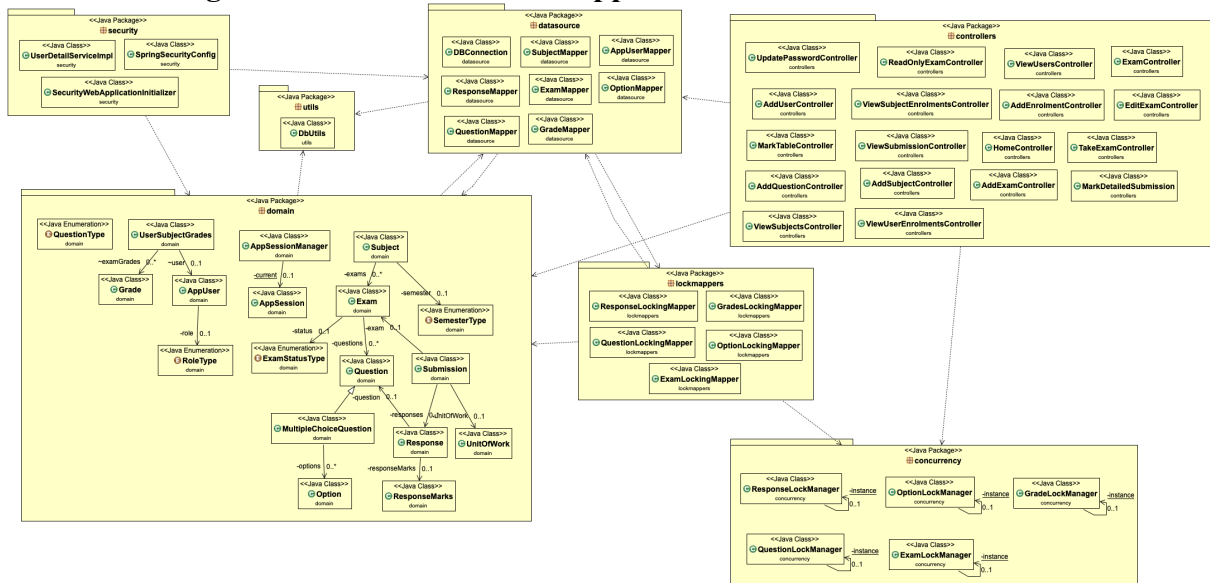 <<Java Package>>
security
<<Java Class>>
UserDetailServiceImpl
security
<<Java Class>>
SpringSecurityConfig
security
<<Java Class>>
SecurityWebApplicationInitializer
security
<<Java Package>>
utils
<<Java Class>>
DbUtils
utils
<<Java Package>>
datasource
<<Java Class>>
DBConnection
datasource
<<Java Class>>
SubjectMapper
datasource
<<Java Class>>
AppUserMapper
datasource
<<Java Class>>
ResponseMapper
datasource
<<Java Class>>
ExamMapper
datasource
<<Java Class>>
OptionMapper
datasource
<<Java Class>>
QuestionMapper
datasource
<<Java Class>>
GradeMapper
datasource
<<Java Package>>
controllers
<<Java Class>>
UpdatePasswordController
controllers
<<Java Class>>
ReadOnlyExamController
controllers
<<Java Class>>
ViewUsersController
controllers
<<Java Class>>
ExamController
controllers
<<Java Class>>
AddUserController
controllers
<<Java Class>>
ViewSubjectEnrolmentsController
controllers
<<Java Class>>
AddEnrolmentController
controllers
<<Java Class>>
EditExamController
controllers
<<Java Class>>
MarkTableController
controllers
<<Java Class>>
ViewSubmissionController
controllers
<<Java Class>>
HomeController
controllers
<<Java Class>>
TakeExamController
controllers
<<Java Class>>
AddQuestionController
controllers
<<Java Class>>
AddSubjectController
controllers
<<Java Class>>
AddExamController
controllers
<<Java Class>>
MarkDetailedSubmission
controllers
<<Java Class>>
ViewSubjectsController
controllers
<<Java Class>>
ViewUserEnrolmentsController
controllers
<<Java Package>>
domain
<<Java Enumeration>>
QuestionType
domain
<<Java Class>>
UserSubjectGrades
domain
<<Java Class>>
AppSessionManager
domain
<<Java Class>>
Subject
domain
~examGrades 0..*
~user 0..1
-current 0..1
-exams 0..*
-semester 0..1
<<Java Class>>
Grade
domain
<<Java Class>>
AppUser
domain
<<Java Class>>
AppSession
domain
<<Java Class>>
Exam
domain
<<Java Enumeration>>
SemesterType
domain
-role 0..1
-status 0..1
-exam 0..1
-questions 0..*
<<Java Enumeration>>
RoleType
domain
<<Java Enumeration>>
ExamStatusType
domain
<<Java Class>>
Question
domain
<<Java Class>>
Submission
domain
-question 0..1
-responses 0..*
-unitOfWork 0..1
<<Java Class>>
MultipleChoiceQuestion
domain
<<Java Class>>
Response
domain
<<Java Class>>
UnitOfWork
domain
-options 0..*
-responseMarks 0..1
<<Java Class>>
Option
domain
<<Java Class>>
ResponseMarks
domain
<<Java Package>>
lockmappers
<<Java Class>>
ResponseLockingMapper
lockmappers
<<Java Class>>
GradesLockingMapper
lockmappers
<<Java Class>>
QuestionLockingMapper
lockmappers
<<Java Class>>
OptionLockingMapper
lockmappers
<<Java Class>>
ExamLockingMapper
lockmappers
<<Java Package>>
concurrency
<<Java Class>>
ResponseLockManager
concurrency
-instance
0..1
<<Java Class>>
OptionLockManager
concurrency
-instance
0..1
<<Java Class>>
GradeLockManager
concurrency
-instance
0..1
<<Java Class>>
QuestionLockManager
concurrency
-instance
0..1
<<Java Class>>
ExamLockManager
concurrency
-instance
0..1